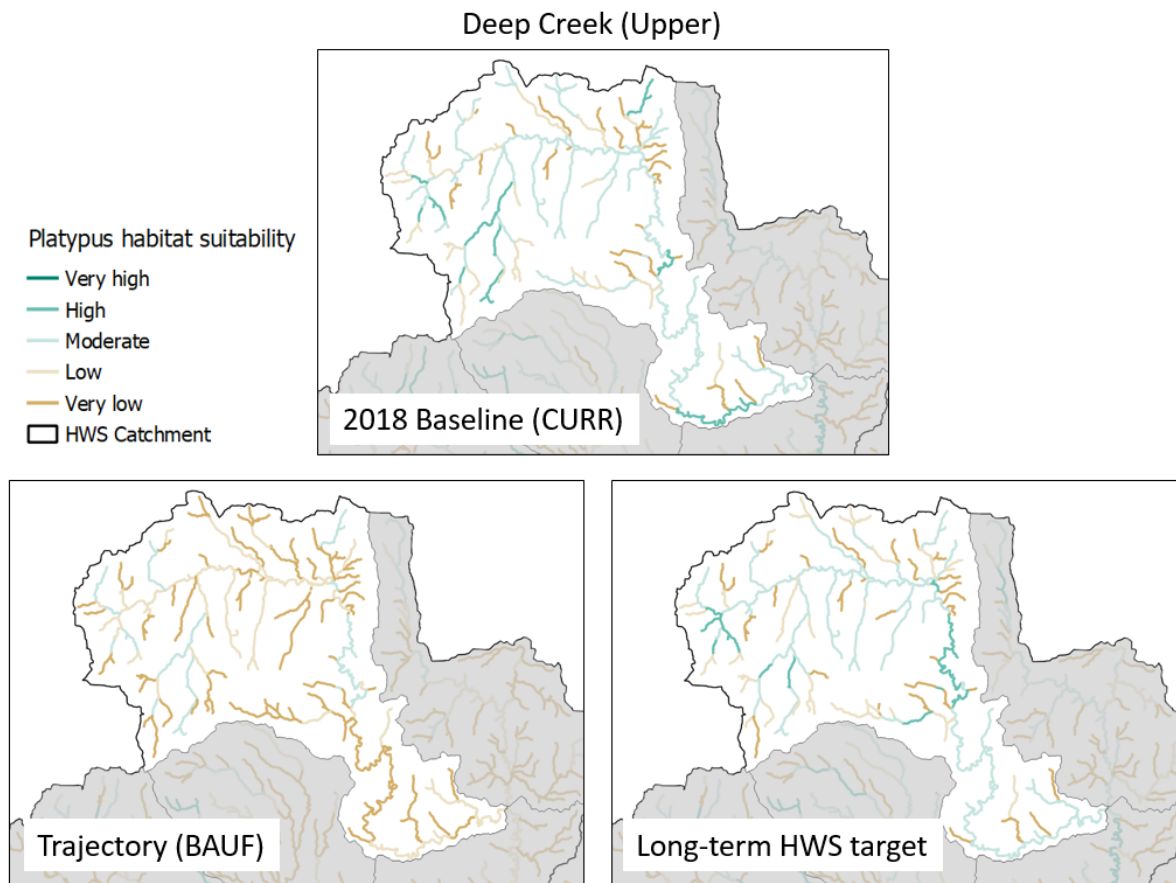 Deep Creek (Upper)
Platypus habitat suitability
Very high
High
Moderate
Low
Very low
HWS Catchment
2018 Baseline (CURR)
Trajectory (BAUF)
Long-term HWS target